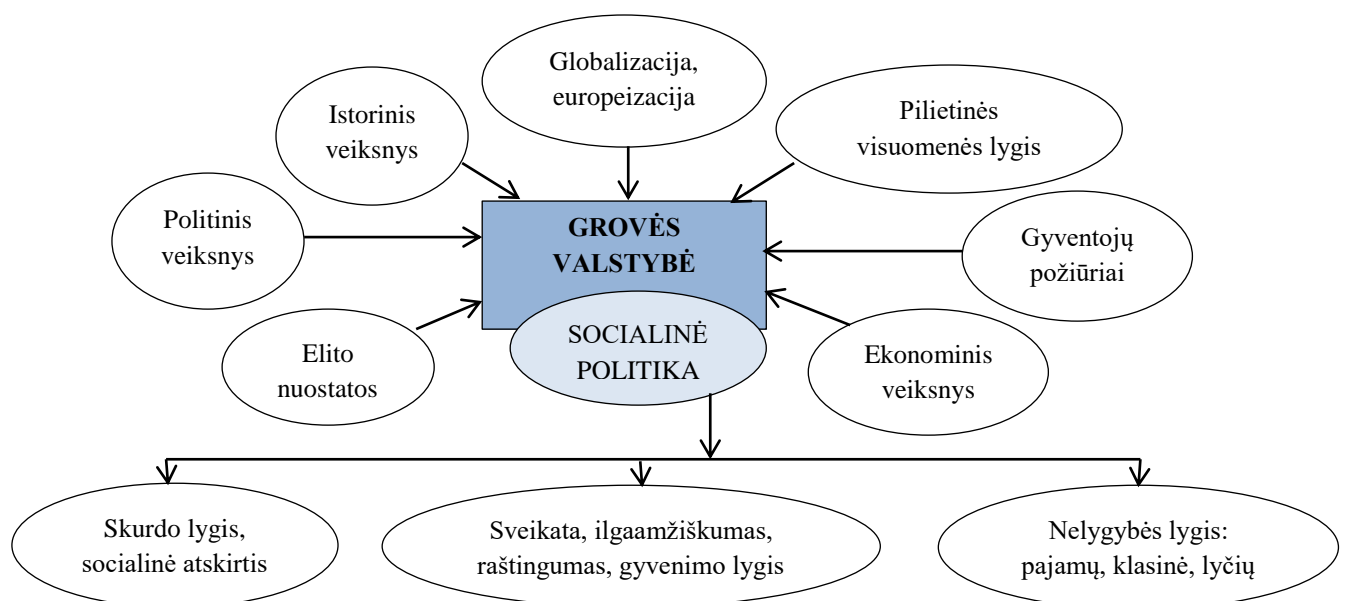 Globalizacija,
europeizacija
Istorinis
veiksnys
Pilietinės
visuomenės lygis
Politinis
veiksnys
GROVĖS
VALSTYBĖ
Gyventojų
požiūriai
Elito
nuostatos
SOCIALINĖ
POLITIKA
Ekonominis
veiksnys
Skurdo lygis,
socialinė atskirtis
Sveikata, ilgaamžiškumas,
raštingumas, gyvenimo lygis
Nelygybės lygis:
pajamų, klasinė, lyčių